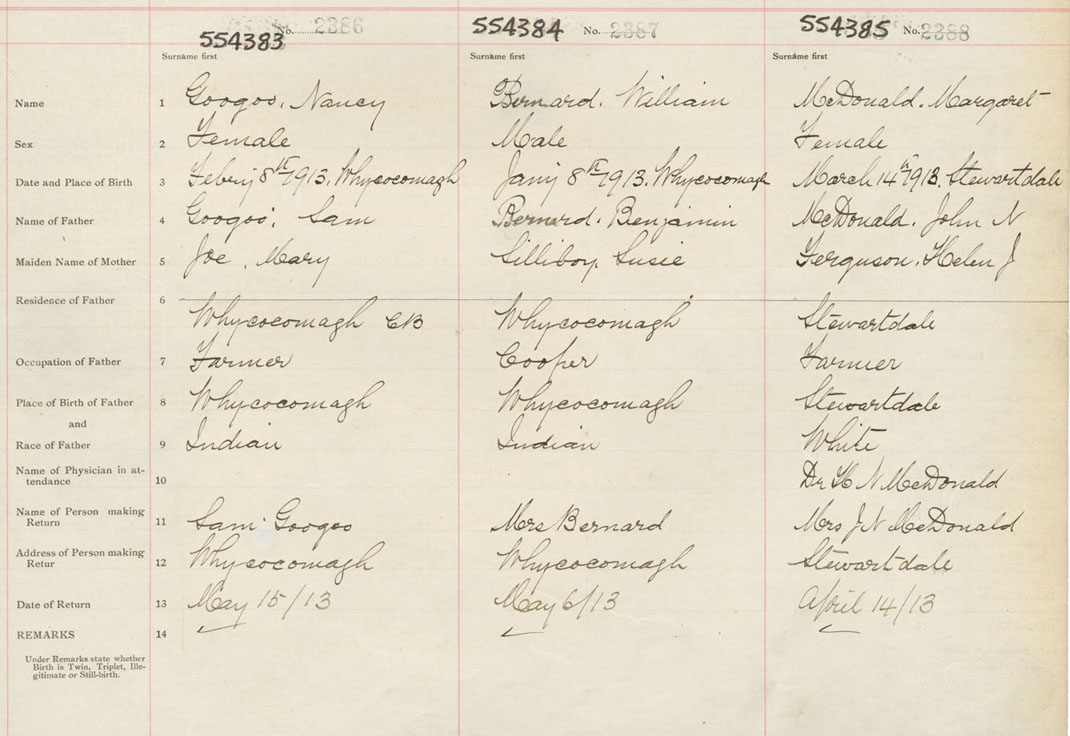 554383 No. 2386 554384 No. 2387 554385 No. 2388
Surname first Surname first Surname first
Name 1 Googoo, Nancy Bernard. William McDonald. Margaret
Sex 2 Female Male Female
Date and Place of Birth 3 Febry 8th 1913. Whycocomagh Jany 8th 1913. Whycocomagh March 14th 1913. Stewartdale
Name of Father 4 Googoo, Sam Bernard. Benjamin McDonald. John N
Maiden Name of Mother 5 Joe, Mary Silliboy. Susie Ferguson. Helen J
Residence of Father 6 Whycocomagh CB Whycocomagh Stewartdale
Occupation of Father 7 Farmer Cooper Farmer
Place of Birth of Father 8 Whycocomagh Whycocomagh Stewartdale
and
Race of Father 9 Indian Indian White
Name of Physician in at-
tendance 10 Dr H N McDonald
Name of Person making
Return 11 Sam Googoo Mrs Bernard Mrs J N McDonald
Address of Person making
Retur 12 Whycocomagh Whycocomagh Stewartdale
Date of Return 13 May 15/13 May 6/13 April 14/13
REMARKS 14
Under Remarks state whether
Birth is Twin, Triplet, Ille-
gitimate or Still-birth.